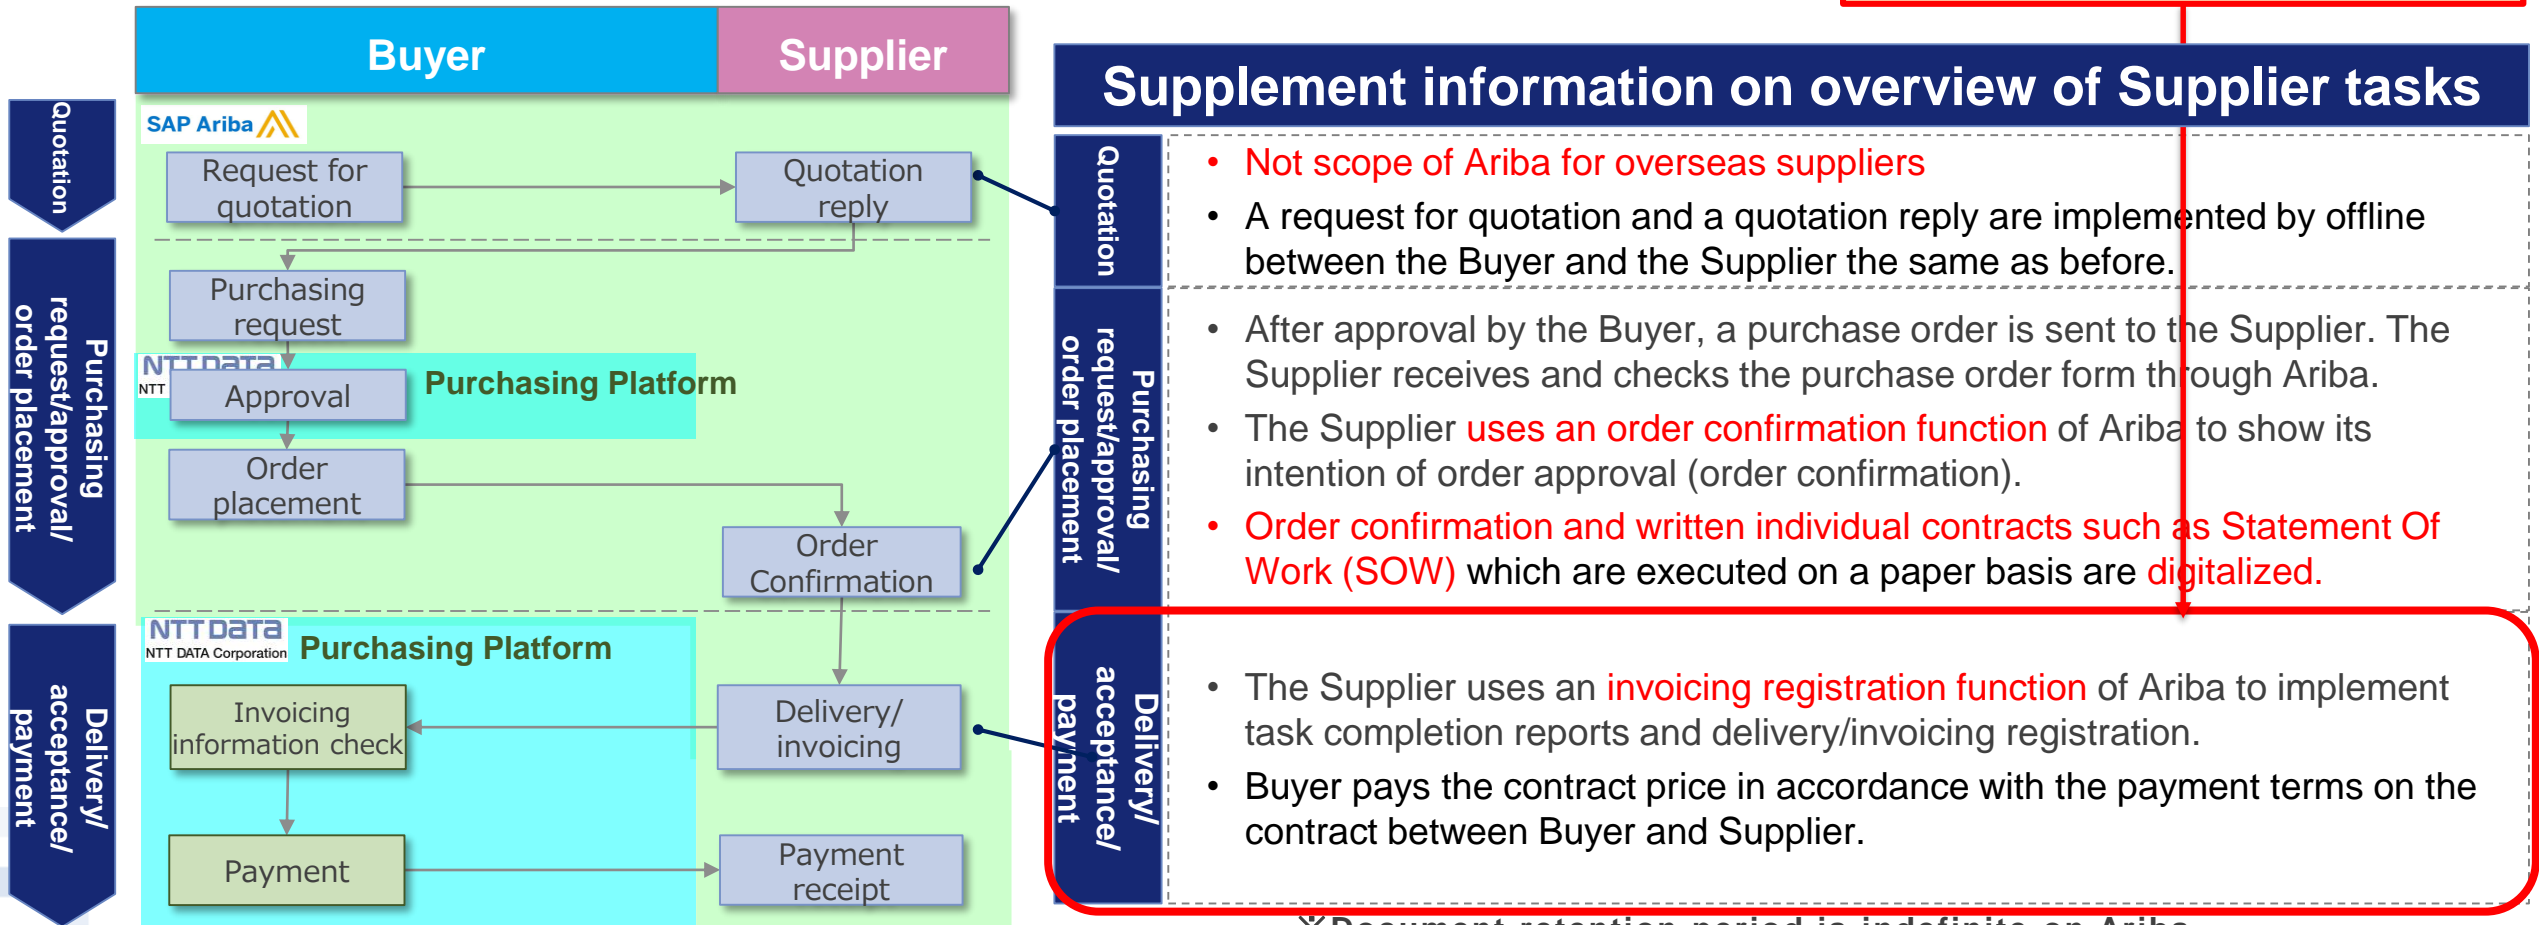 Buyer
Supplier
Quotation
SAP Ariba
Request for
quotation
Quotation
reply
Purchasing
request/approval/
order placement
Purchasing
request
NTT DATA
NTT
Approval
Purchasing Platform
Order
placement
Order
Confirmation
Delivery/
acceptance/
payment
NTT DATA
NTT DATA Corporation
Purchasing Platform
Invoicing
information check
Delivery/
invoicing
Payment
Payment
receipt
Supplement information on overview of Supplier tasks
Quotation
• Not scope of Ariba for overseas suppliers
• A request for quotation and a quotation reply are implemented by offline
between the Buyer and the Supplier the same as before.
Purchasing
request/approval/
order placement
• After approval by the Buyer, a purchase order is sent to the Supplier. The
Supplier receives and checks the purchase order form through Ariba.
• The Supplier uses an order confirmation function of Ariba to show its
intention of order approval (order confirmation).
• Order confirmation and written individual contracts such as Statement Of
Work (SOW) which are executed on a paper basis are digitalized.
Delivery/
acceptance/
payment
• The Supplier uses an invoicing registration function of Ariba to implement
task completion reports and delivery/invoicing registration.
• Buyer pays the contract price in accordance with the payment terms on the
contract between Buyer and Supplier.
※Document retention period is indefinite on Ariba